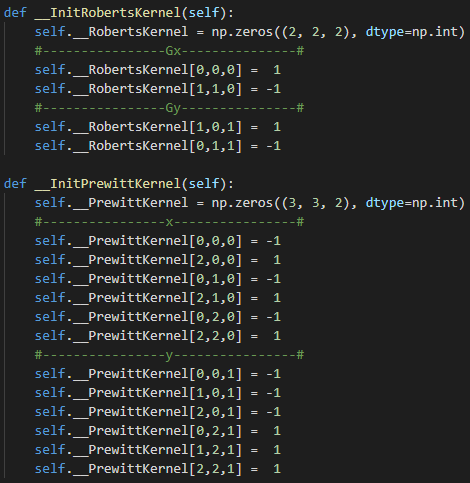 def __InitRobertsKernel(self):
    self.__RobertsKernel = np.zeros((2, 2, 2), dtype=np.int)
    #----------------Gx---------------#
    self.__RobertsKernel[0,0,0] =  1
    self.__RobertsKernel[1,1,0] = -1
    #----------------Gy---------------#
    self.__RobertsKernel[1,0,1] =  1
    self.__RobertsKernel[0,1,1] = -1

def __InitPrewittKernel(self):
    self.__PrewittKernel = np.zeros((3, 3, 2), dtype=np.int)
    #----------------x----------------#
    self.__PrewittKernel[0,0,0] = -1
    self.__PrewittKernel[2,0,0] =  1
    self.__PrewittKernel[0,1,0] = -1
    self.__PrewittKernel[2,1,0] =  1
    self.__PrewittKernel[0,2,0] = -1
    self.__PrewittKernel[2,2,0] =  1
    #----------------y----------------#
    self.__PrewittKernel[0,0,1] = -1
    self.__PrewittKernel[1,0,1] = -1
    self.__PrewittKernel[2,0,1] = -1
    self.__PrewittKernel[0,2,1] =  1
    self.__PrewittKernel[1,2,1] =  1
    self.__PrewittKernel[2,2,1] =  1